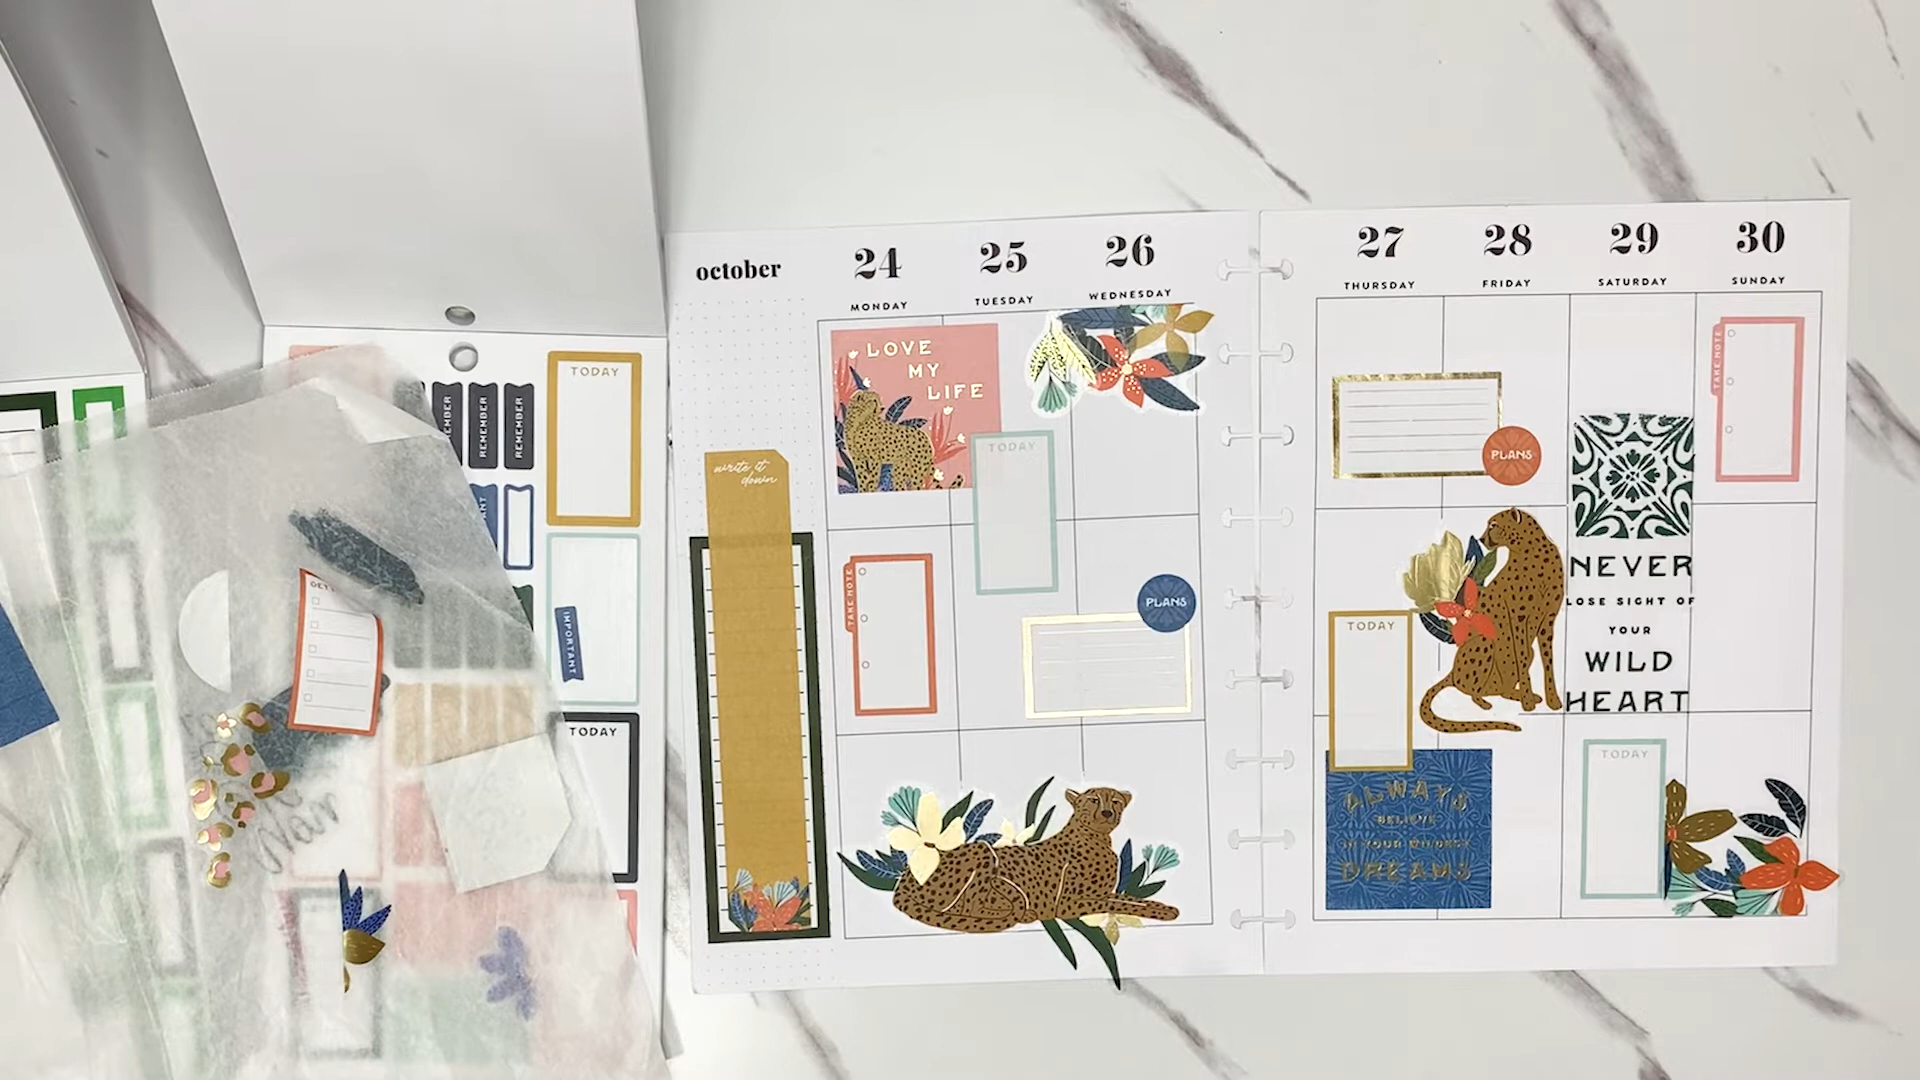 REMEMBER
REMEMBER
REMEMBER
TODAY
IMPORTANT
TODAY
october
24
MONDAY
25
TUESDAY
26
WEDNESDAY
27
THURSDAY
28
FRIDAY
29
SATURDAY
30
SUNDAY
write it
down
LOVE
MY
LIFE
TODAY
TAKE NOTE
PLANS
PLANS
TODAY
NEVER
LOSE SIGHT OF
YOUR
WILD
HEART
TAKE NOTE
ALWAYS
BELIEVE
IN YOUR WILDEST
DREAMS
TODAY